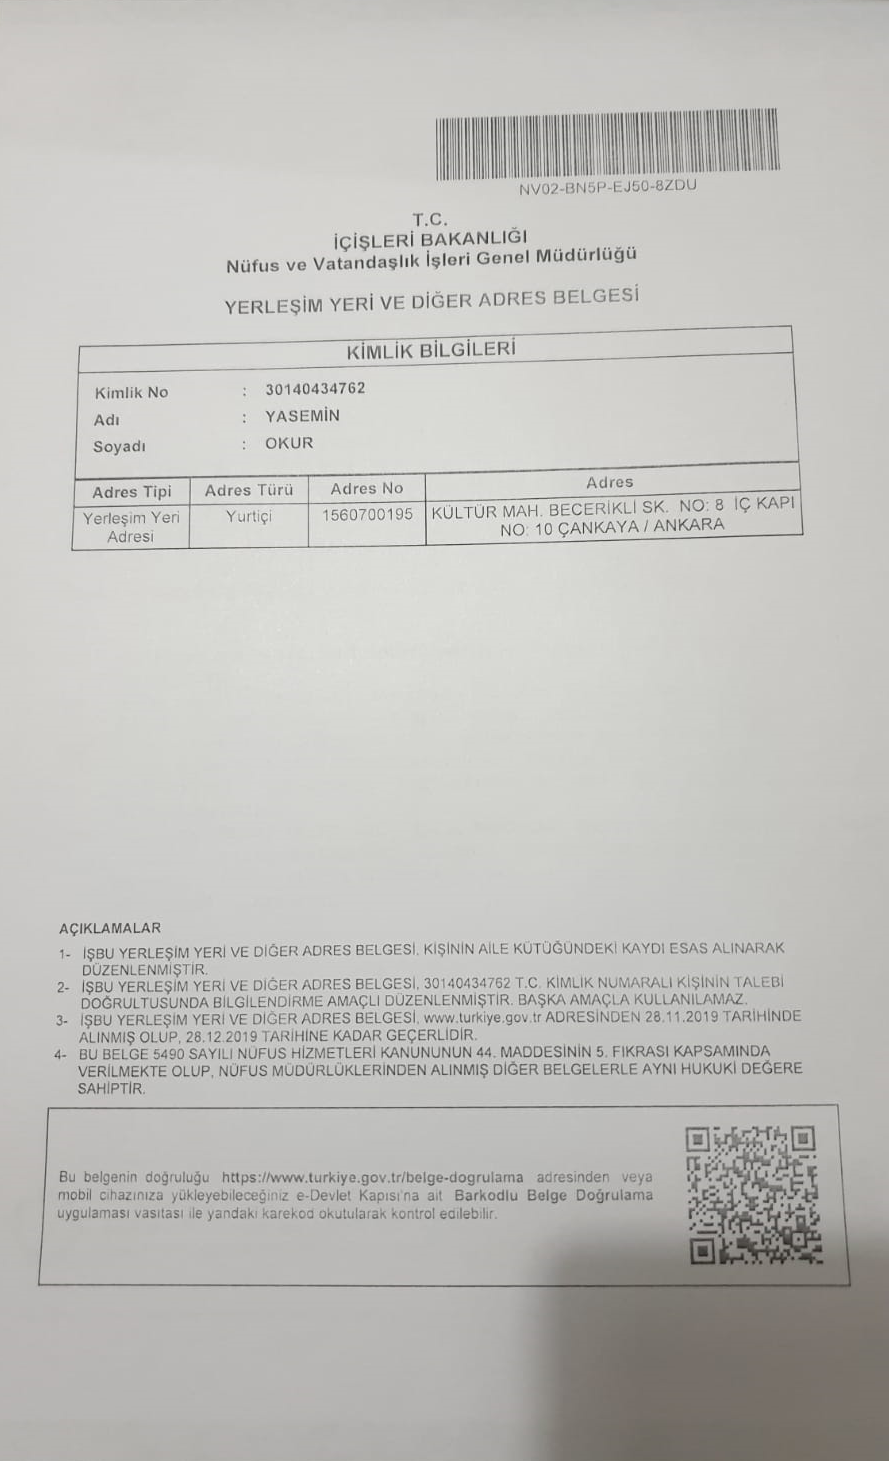 NV02-BN5P-EJ50-8ZDU
T.C.
İÇİŞLERİ BAKANLIĞI
Nüfus ve Vatandaşlık İşleri Genel Müdürlüğü
YERLEŞİM YERİ VE DİĞER ADRES BELGESİ
KİMLİK BİLGİLERİ
Kimlik No : 30140434762
Adı : YASEMİN
Soyadı : OKUR
Adres Tipi Adres Türü Adres No Adres
Yerleşim Yeri Yurtiçi 1560700195 KÜLTÜR MAH. BECERİKLİ SK. NO: 8 İÇ KAPI
Adresi NO: 10 ÇANKAYA / ANKARA
AÇIKLAMALAR
1- İŞBU YERLEŞİM YERİ VE DİĞER ADRES BELGESİ, KİŞİNİN AİLE KÜTÜĞÜNDEKİ KAYDI ESAS ALINARAK
DÜZENLENMİŞTİR.
2- İŞBU YERLEŞİM YERİ VE DİĞER ADRES BELGESİ, 30140434762 T.C. KİMLİK NUMARALI KİŞİNİN TALEBİ
DOĞRULTUSUNDA BİLGİLENDİRME AMAÇLI DÜZENLENMİŞTİR. BAŞKA AMAÇLA KULLANILAMAZ.
3- İŞBU YERLEŞİM YERİ VE DİĞER ADRES BELGESİ, www.turkiye.gov.tr ADRESİNDEN 28.11.2019 TARİHİNDE
ALINMIŞ OLUP, 28.12.2019 TARİHİNE KADAR GEÇERLİDİR.
4- BU BELGE 5490 SAYILI NÜFUS HİZMETLERİ KANUNUNUN 44. MADDESİNİN 5. FIKRASI KAPSAMINDA
VERİLMEKTE OLUP, NÜFUS MÜDÜRLÜKLERİNDEN ALINMIŞ DİĞER BELGELERLE AYNI HUKUKİ DEĞERE
SAHİPTİR.
Bu belgenin doğruluğu https://www.turkiye.gov.tr/belge-dogrulama adresinden veya
mobil cihazınıza yükleyebileceğiniz e-Devlet Kapısı'na ait Barkodlu Belge Doğrulama
uygulaması vasıtası ile yandaki karekod okutularak kontrol edilebilir.